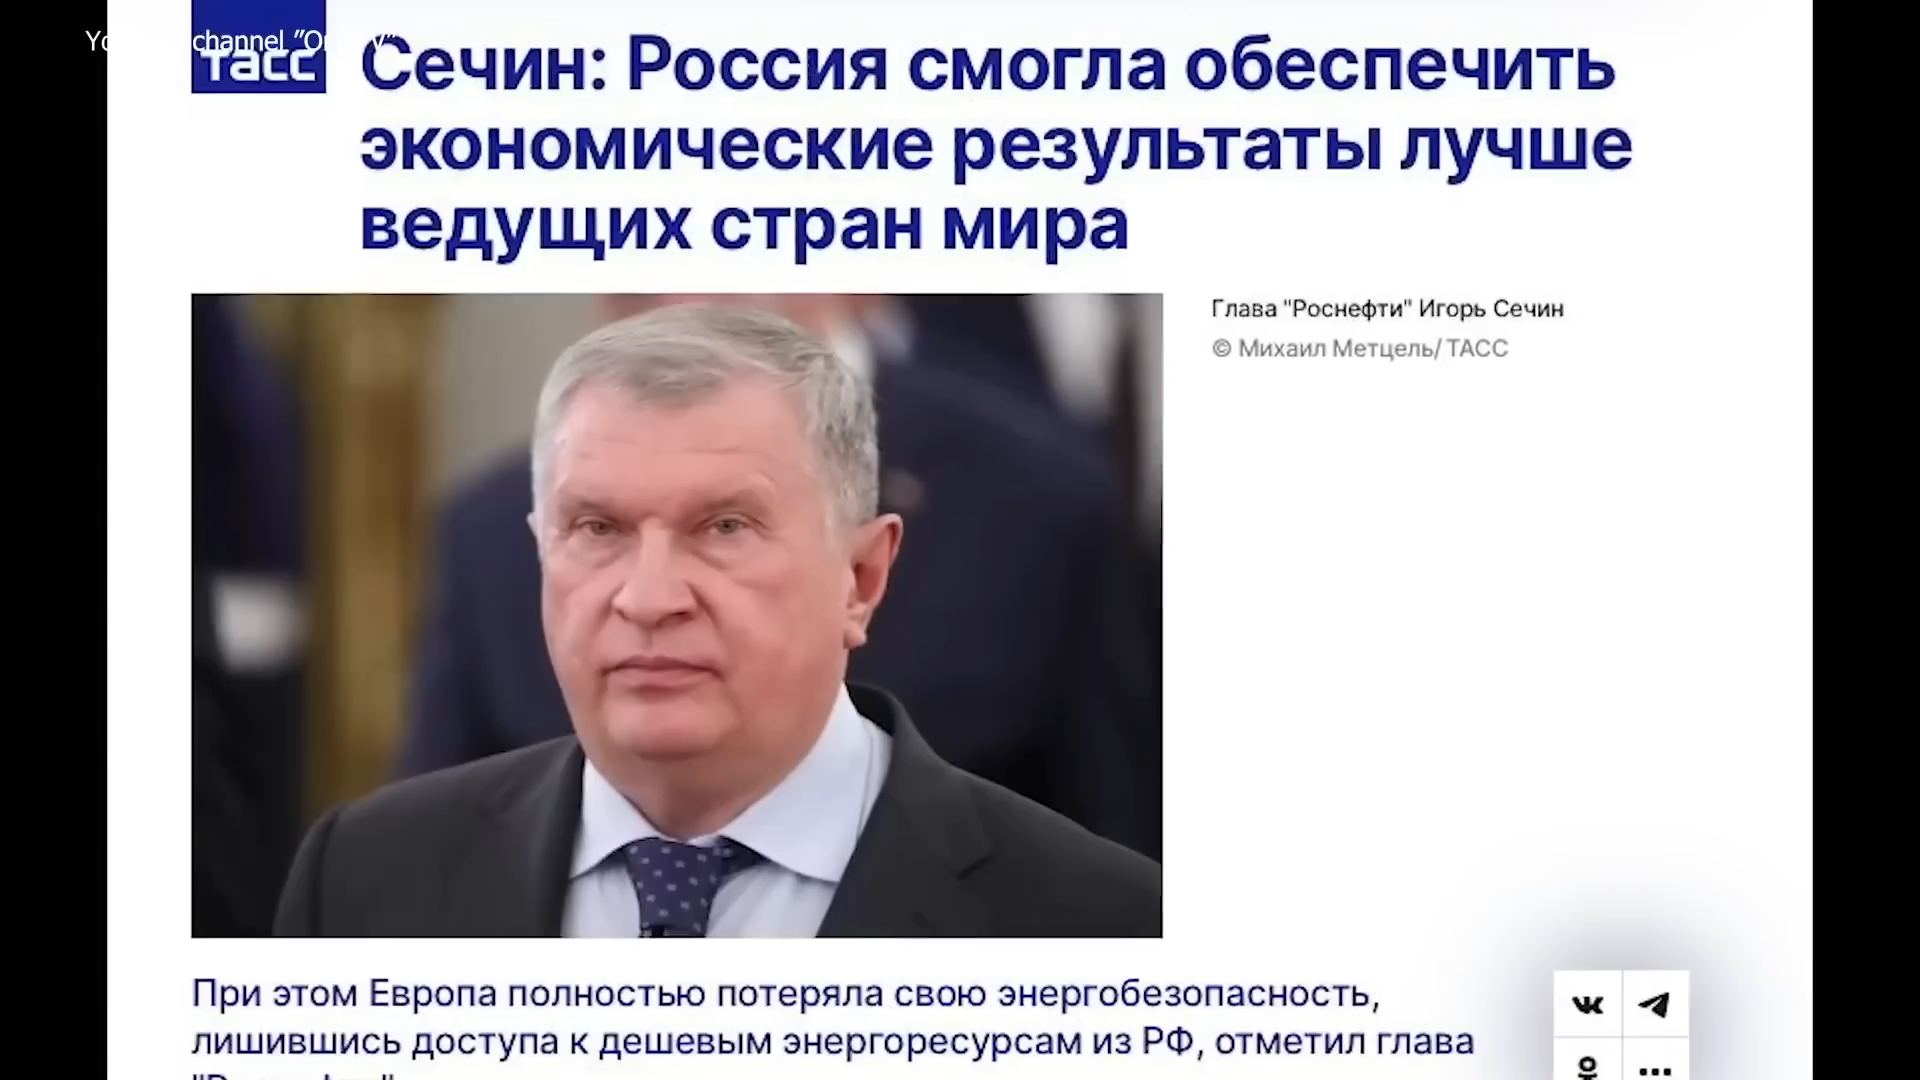 channel
тасс
Сечин: Россия смогла обеспечить
экономические результаты лучше
ведущих стран мира
Глава "Роснефти" Игорь Сечин
© Михаил Метцель/ ТАСС
При этом Европа полностью потеряла свою энергобезопасность,
лишившись доступа к дешевым энергоресурсам из РФ, отметил глава